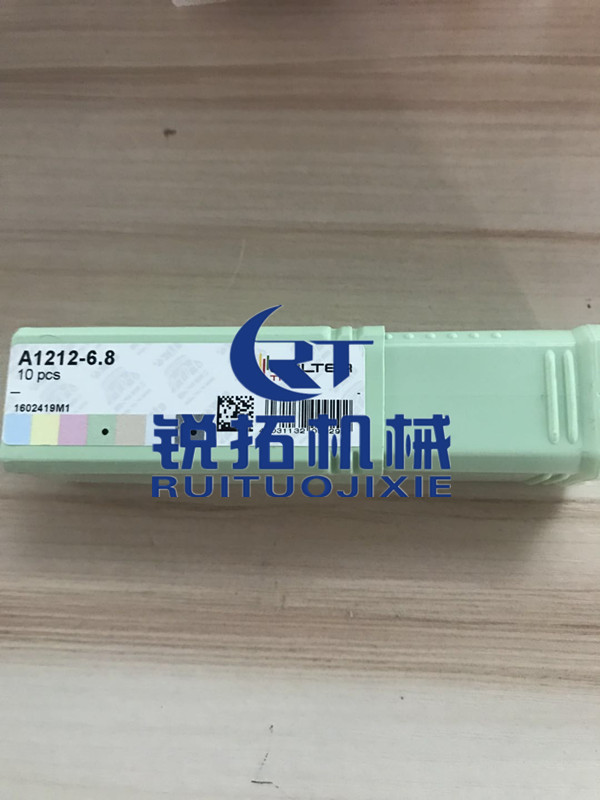 A1212-6.8
10 pcs
1602419M1
RT
锐拓机械
RUITUOJIXIE